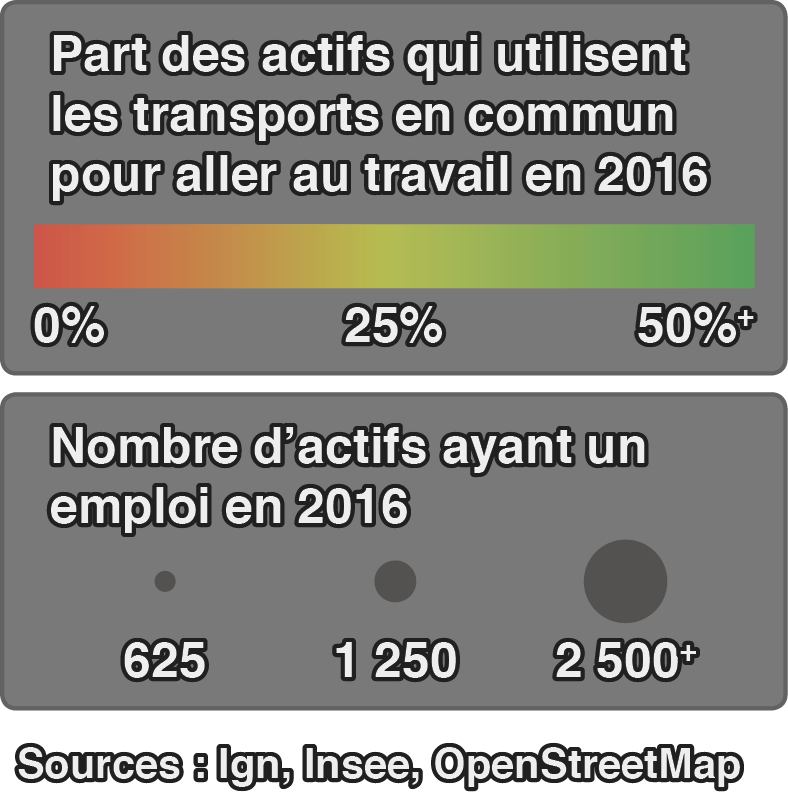 Part des actifs qui utilisent
les transports en commun
pour aller au travail en 2016
0% 25% 50%+
Nombre d’actifs ayant un
emploi en 2016
625 1 250 2 500+
Sources : Ign, Insee, OpenStreetMap